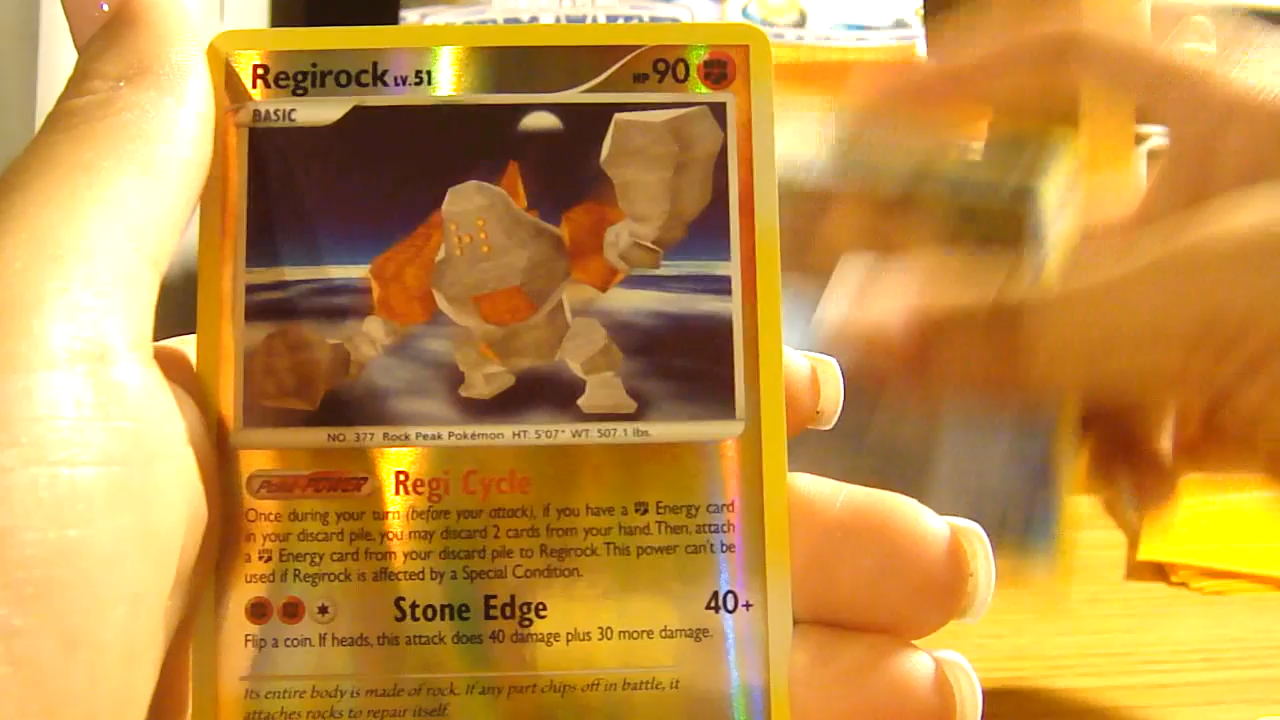 Regirock LV.51 HP 90
BASIC
NO. 377 Rock Peak Pokémon HT: 5'07" WT: 507.1 lbs.
Poké-POWER Regi Cycle
Once during your turn (before your attack), if you have a Energy card
in your discard pile, you may discard 2 cards from your hand. Then, attach
a Energy card from your discard pile to Regirock. This power can't be
used if Regirock is affected by a Special Condition.
Stone Edge 40+
Flip a coin. If heads, this attack does 40 damage plus 30 more damage.
Its entire body is made of rock. If any part chips off in battle, it
attaches rocks to repair itself.